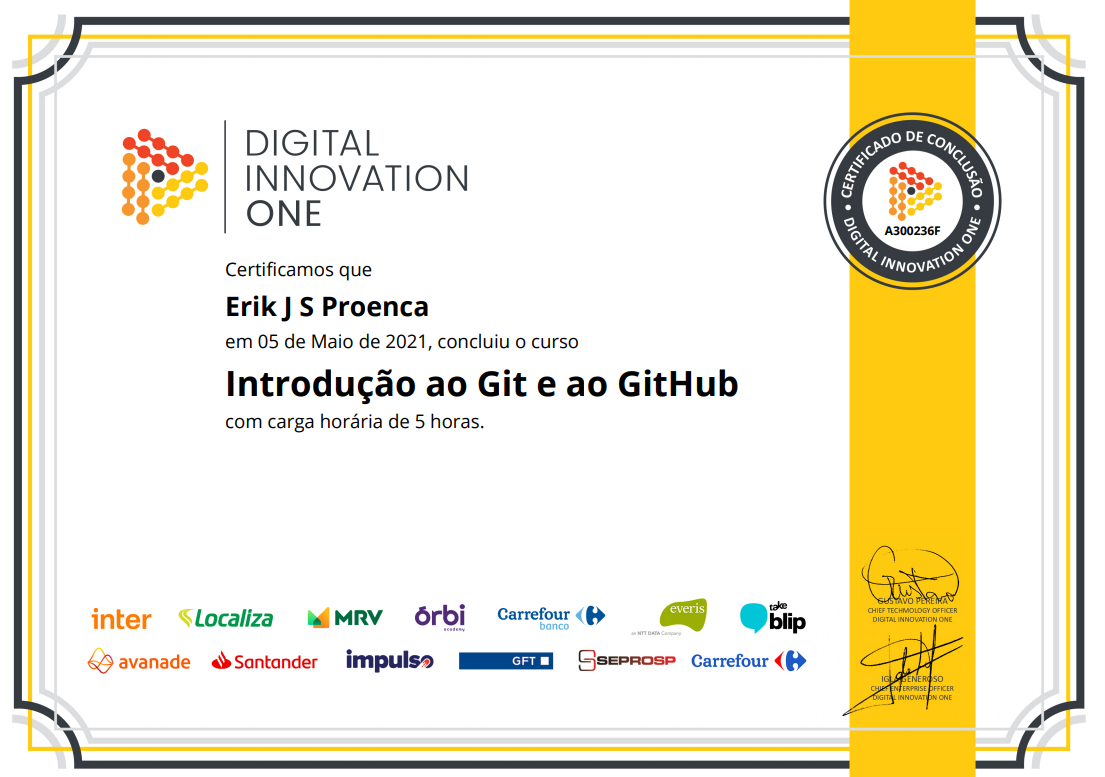 DIGITAL
INNOVATION
ONE
CERTIFICADO DE CONCLUSÃO
A300236F
DIGITAL INNOVATION ONE
Certificamos que
Erik J S Proenca
em 05 de Maio de 2021, concluiu o curso
Introdução ao Git e ao GitHub
com carga horária de 5 horas.
inter
Localiza
MRV
órbi
academy
Carrefour
banco
everis
an NTT DATA Company
take
blip
avanade
Santander
impulso
GFT
SEPROSP
Carrefour
GUSTAVO PEREIRA
CHIEF TECHNOLOGY OFFICER
DIGITAL INNOVATION ONE
GENEROSO
CHIEF ENTERPRISE OFFICER
DIGITAL INNOVATION ONE